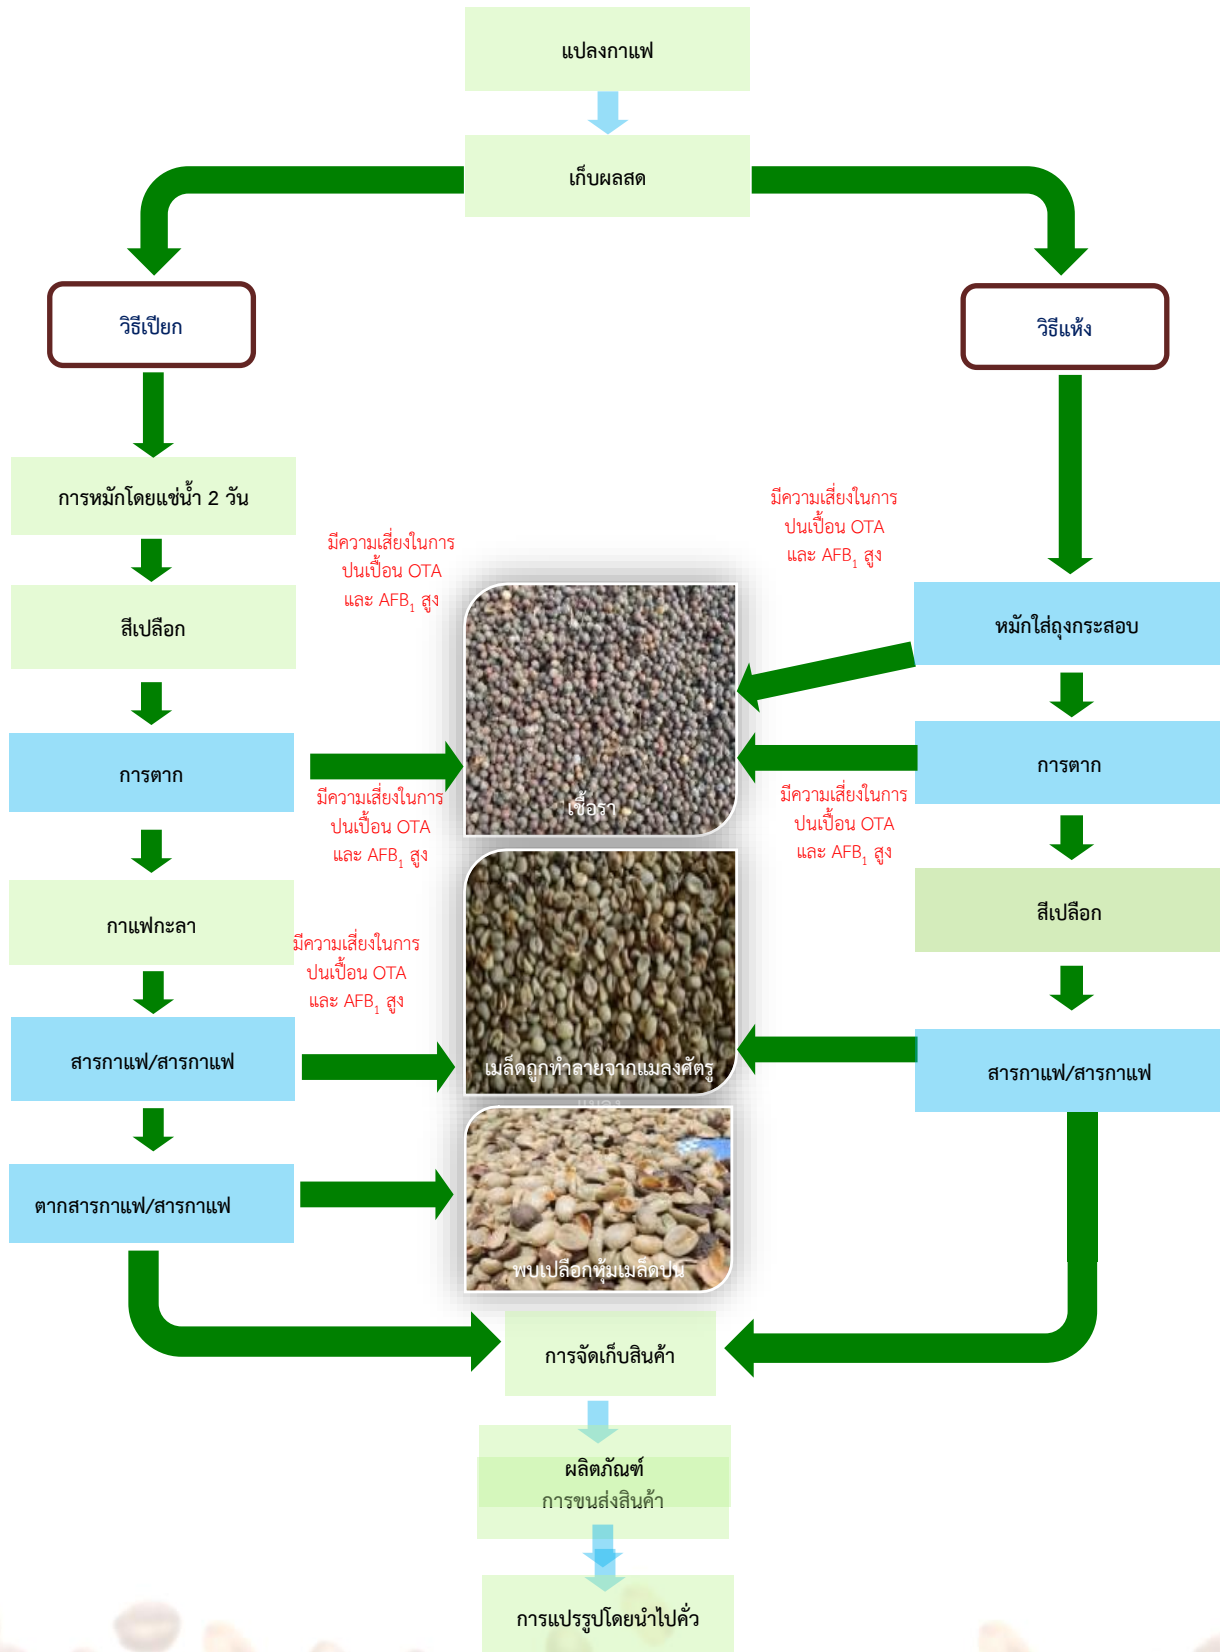 แปลงกาแฟ
เก็บผลสด
วิธีเปียก
วิธีแห้ง
การหมักโดยแช่น้ำ 2 วัน
มีความเสี่ยงในการ
ปนเปื้อน OTA
และ AFB₁ สูง
มีความเสี่ยงในการ
ปนเปื้อน OTA
และ AFB₁ สูง
สีเปลือก
หมักใส่ถุงกระสอบ
การตาก
การตาก
เชื้อรา
มีความเสี่ยงในการ
ปนเปื้อน OTA
และ AFB₁ สูง
มีความเสี่ยงในการ
ปนเปื้อน OTA
และ AFB₁ สูง
กาแฟกะลา
สีเปลือก
มีความเสี่ยงในการ
ปนเปื้อน OTA
และ AFB₁ สูง
สารกาแฟ/สารกาแฟ
เมล็ดถูกทำลายจากแมลงศัตรู
แมลง
สารกาแฟ/สารกาแฟ
ตากสารกาแฟ/สารกาแฟ
พบเปลือกหุ้มเมล็ดปน
การจัดเก็บสินค้า
ผลิตภัณฑ์
การขนส่งสินค้า
การแปรรูปโดยนำไปคั่ว